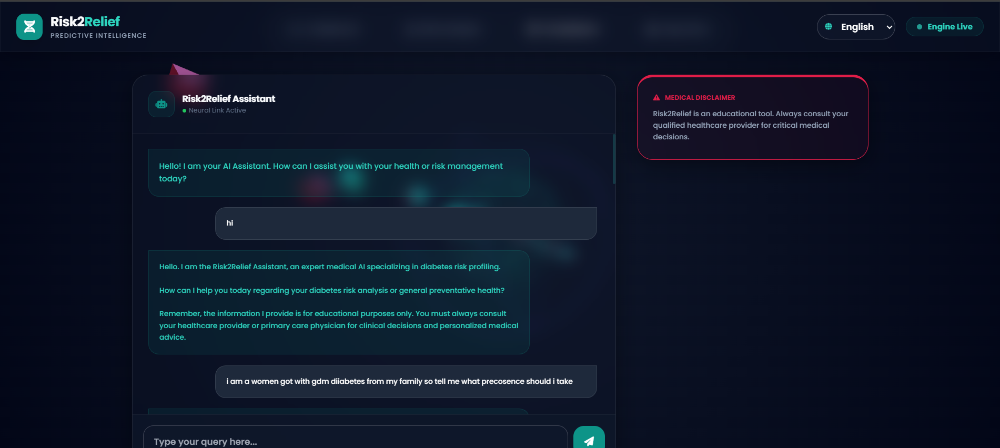 Risk2Relief
PREDICTIVE INTELLIGENCE
English
Engine Live
Risk2Relief Assistant
Neural Link Active
Hello! I am your AI Assistant. How can I assist you with your health or risk management
today?
hi
Hello. I am the Risk2Relief Assistant, an expert medical AI specializing in diabetes risk profiling.
How can I help you today regarding your diabetes risk analysis or general preventative health?
Remember, the information I provide is for educational purposes only. You must always consult
your healthcare provider or primary care physician for clinical decisions and personalized medical
advice.
i am a women got with gdm diiabetes from my family so tell me what precosence should i take
Type your query here...
MEDICAL DISCLAIMER
Risk2Relief is an educational tool. Always consult your
qualified healthcare provider for critical medical
decisions.